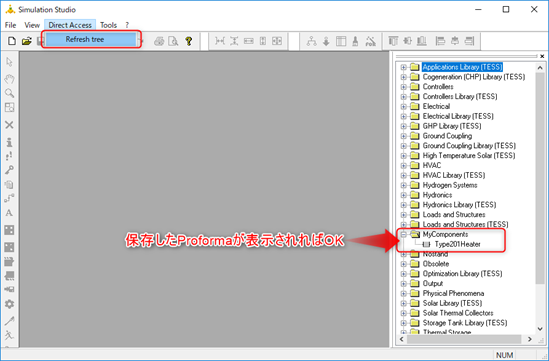 Simulation Studio
File View Direct Access Tools ?
Refresh tree
Applications Library (TESS)
Cogeneration (CHP) Library (TESS)
Controllers
Controllers Library (TESS)
Electrical
Electrical Library (TESS)
GHP Library (TESS)
Ground Coupling
Ground Coupling Library (TESS)
High Temperature Solar (TESS)
HVAC
HVAC Library (TESS)
Hydrogen Systems
Hydronics
Hydronics Library (TESS)
Loads and Structures
Loads and Structures (TESS)
MyComponents
Type201Heater
保存したProformaが表示されればOK
Nostand
Obsolete
Optimization Library (TESS)
Output
Physical Phenomena
Solar Library (TESS)
Solar Thermal Collectors
Storage Tank Library (TESS)
Thermal Storage
NUM